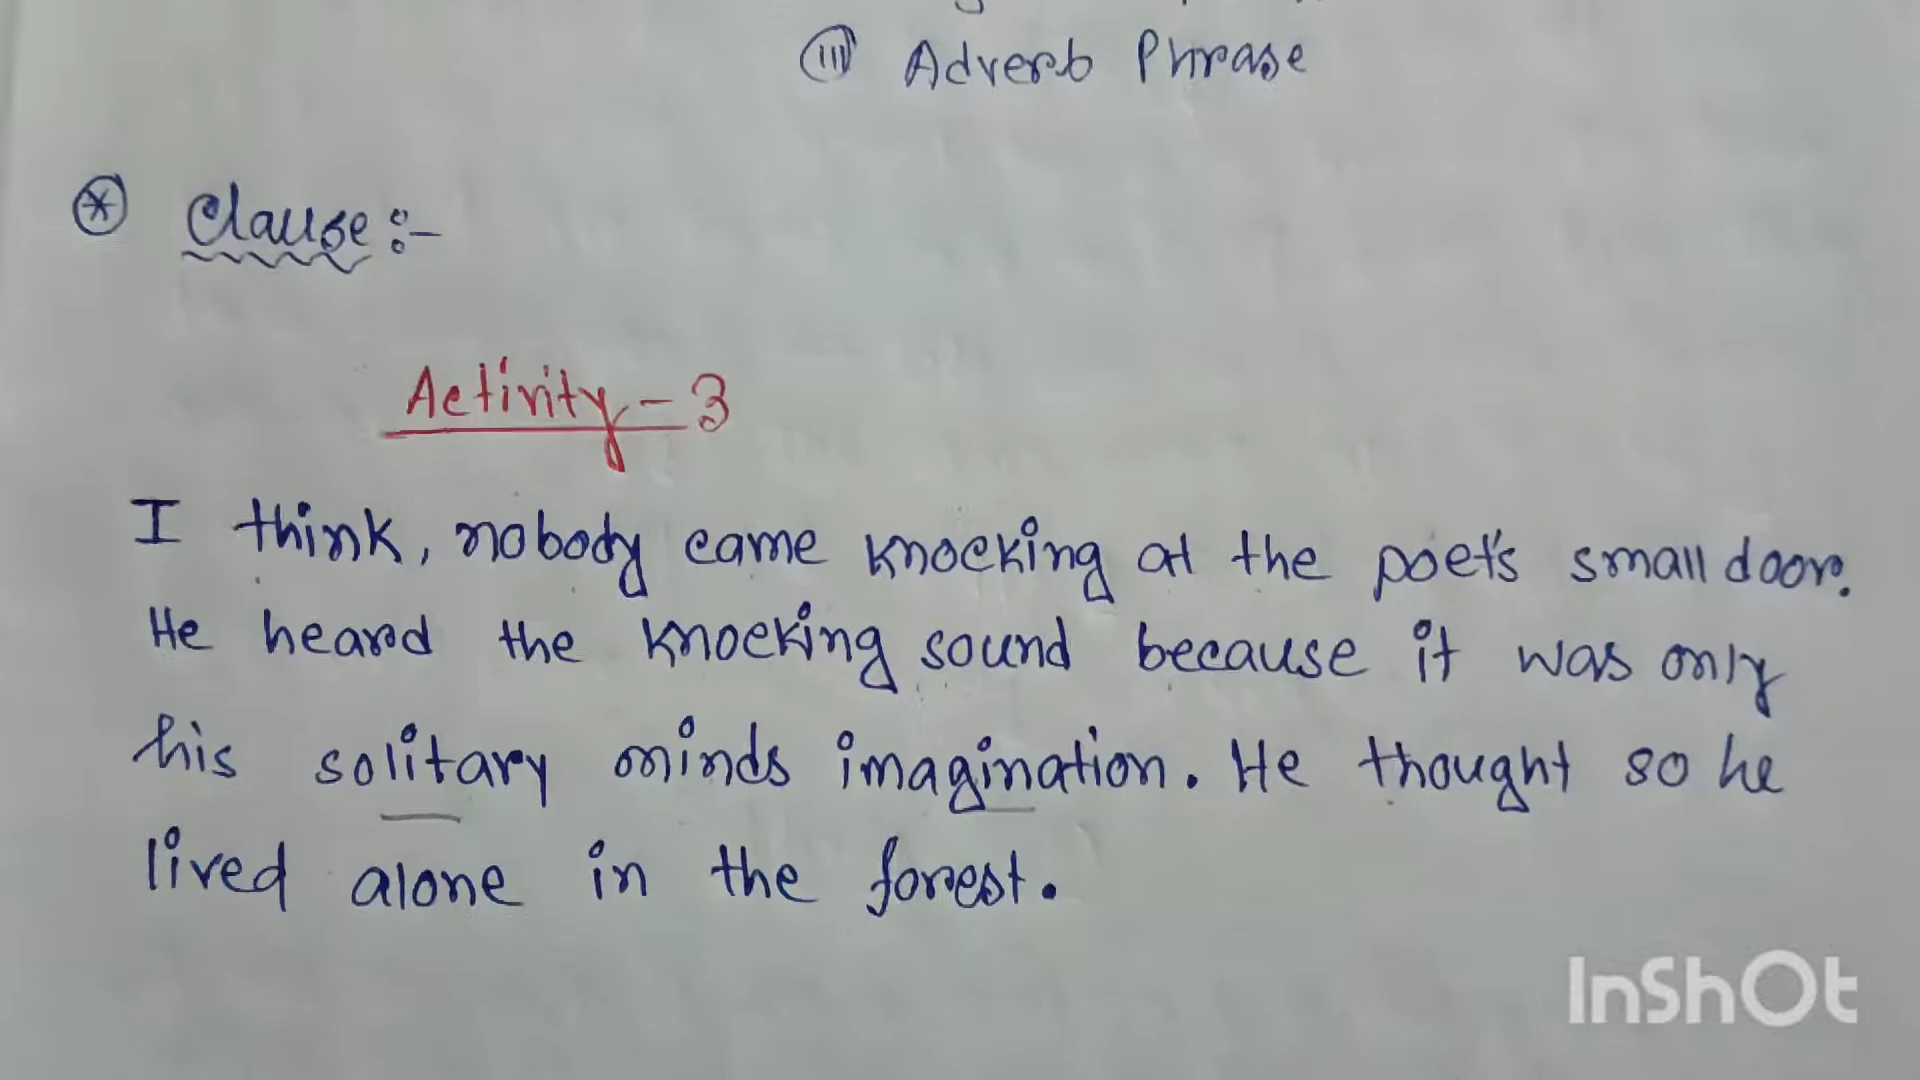 (iii) Adverb Phrase
* Clause :-
Activity - 3
I think, nobody came knocking at the poet's small door.
He heard the knocking sound because it was only
his solitary minds imagination. He thought so he
lived alone in the forest.
InShOt